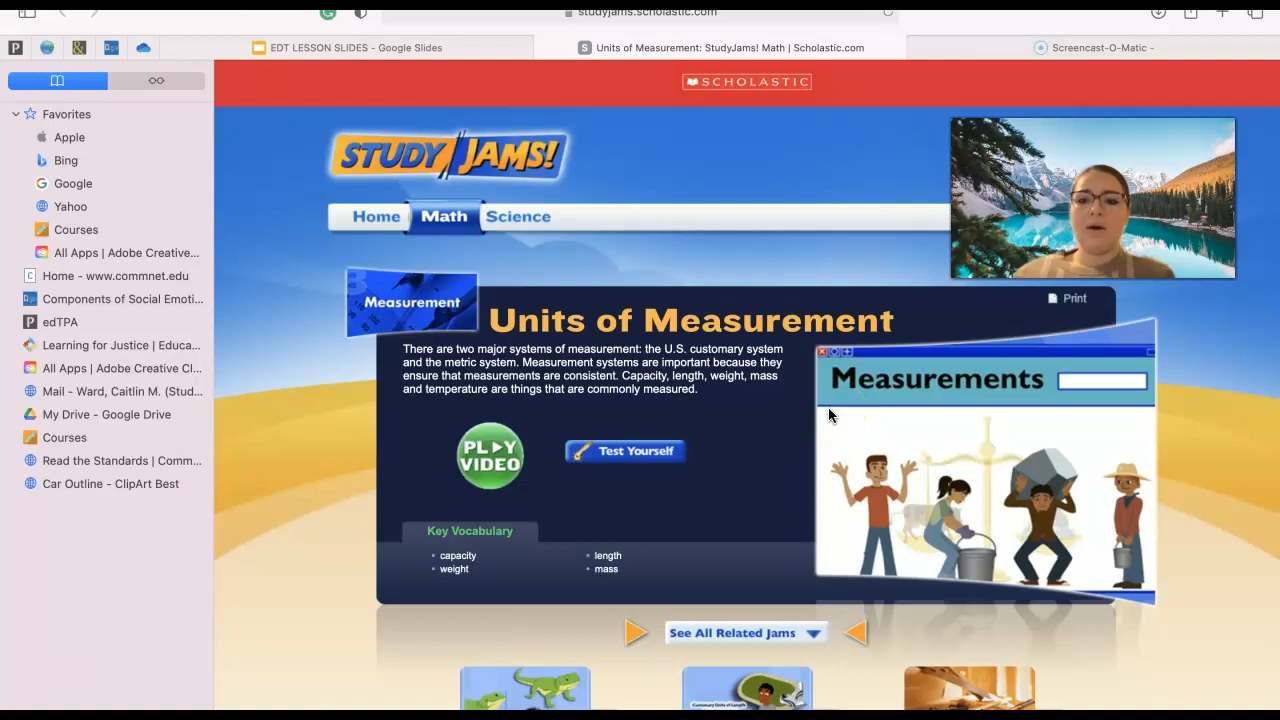 studyjams.scholastic.com
EDT LESSON SLIDES - Google Slides
S Units of Measurement: StudyJams! Math | Scholastic.com
Screencast-O-Matic -
SCHOLASTIC
Favorites
Apple
Bing
Google
Yahoo
Courses
All Apps | Adobe Creative...
Home - www.commnet.edu
Components of Social Emoti...
edTPA
Learning for Justice | Educa...
All Apps | Adobe Creative Cl...
Mail - Ward, Caitlin M. (Stud...
My Drive - Google Drive
Courses
Read the Standards | Comm...
Car Outline - ClipArt Best
STUDY JAMS!
Home Math Science
Measurement
Print
Units of Measurement
There are two major systems of measurement: the U.S. customary system
and the metric system. Measurement systems are important because they
ensure that measurements are consistent. Capacity, length, weight, mass
and temperature are things that are commonly measured.
Measurements
PLAY
VIDEO
Test Yourself
Key Vocabulary
• capacity
• weight
• length
• mass
See All Related Jams
Customary Units of Length